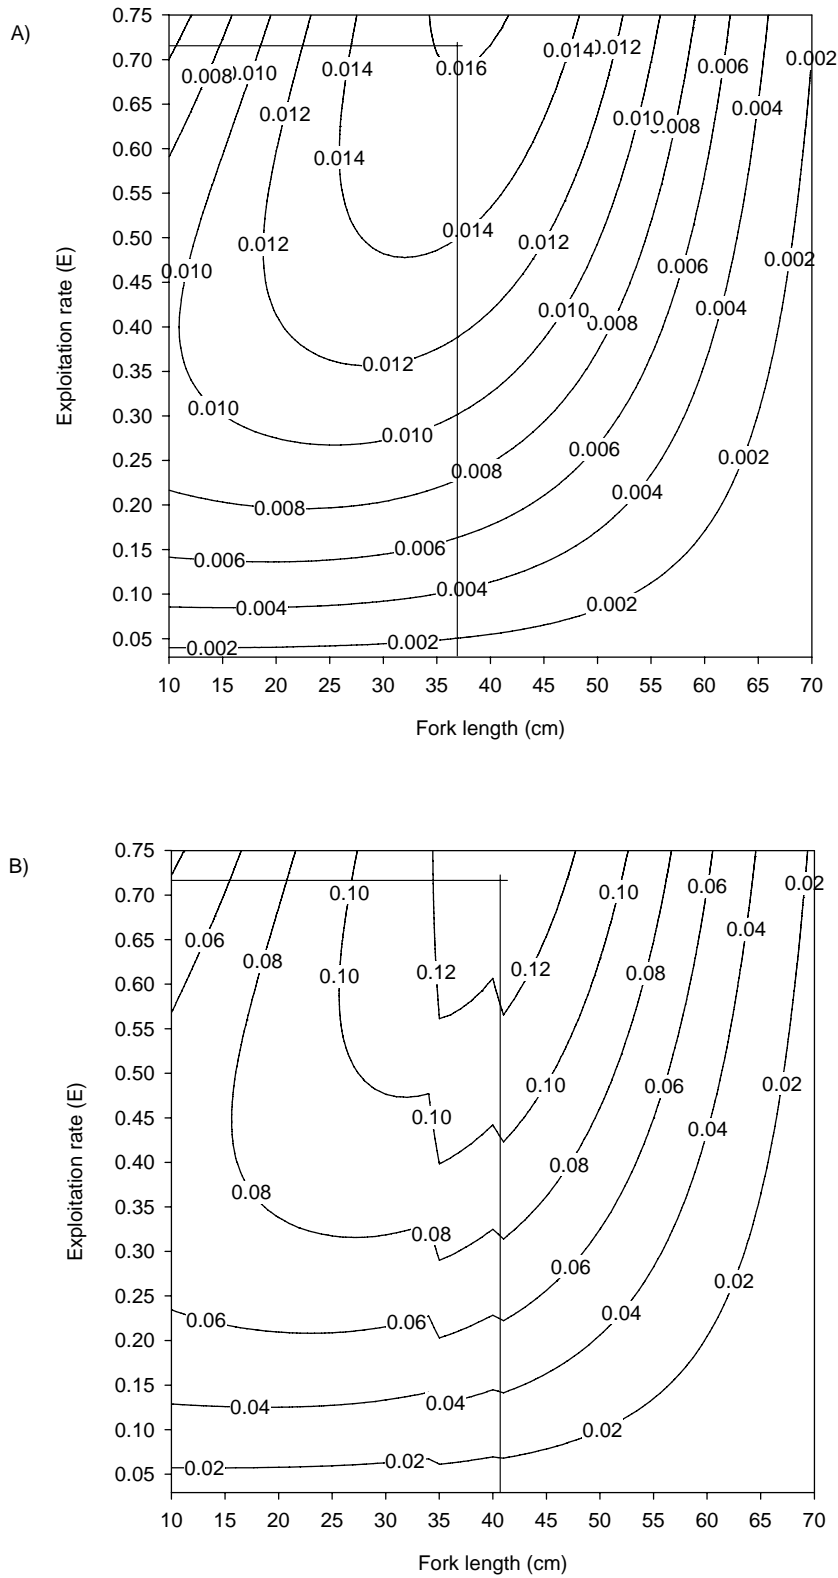 A)
0.75
0.70
0.65
0.60
0.55
0.50
0.45
0.40
0.35
0.30
0.25
0.20
0.15
0.10
0.05
Exploitation rate (E)
0.014 0.012
0.008 0.010 0.014 0.016 0.006 0.002
0.012 0.010 0.008 0.004
0.014
0.012 0.014 0.012
0.010 0.006 0.002
0.010 0.008 0.004
0.012
0.010 0.010
0.008 0.006 0.002
0.008 0.004
0.006 0.006
0.004 0.004 0.002
0.002 0.002
10 15 20 25 30 35 40 45 50 55 60 65 70
Fork length (cm)
B)
0.75
0.70
0.65
0.60
0.55
0.50
0.45
0.40
0.35
0.30
0.25
0.20
0.15
0.10
0.05
Exploitation rate (E)
0.10 0.10 0.06 0.02
0.06 0.04
0.08 0.10 0.12 0.12 0.08
0.10 0.10 0.06 0.02
0.04
0.08 0.08
0.08 0.06 0.02
0.06 0.06 0.04
0.04 0.04
0.02 0.02 0.02
10 15 20 25 30 35 40 45 50 55 60 65 70
Fork length (cm)